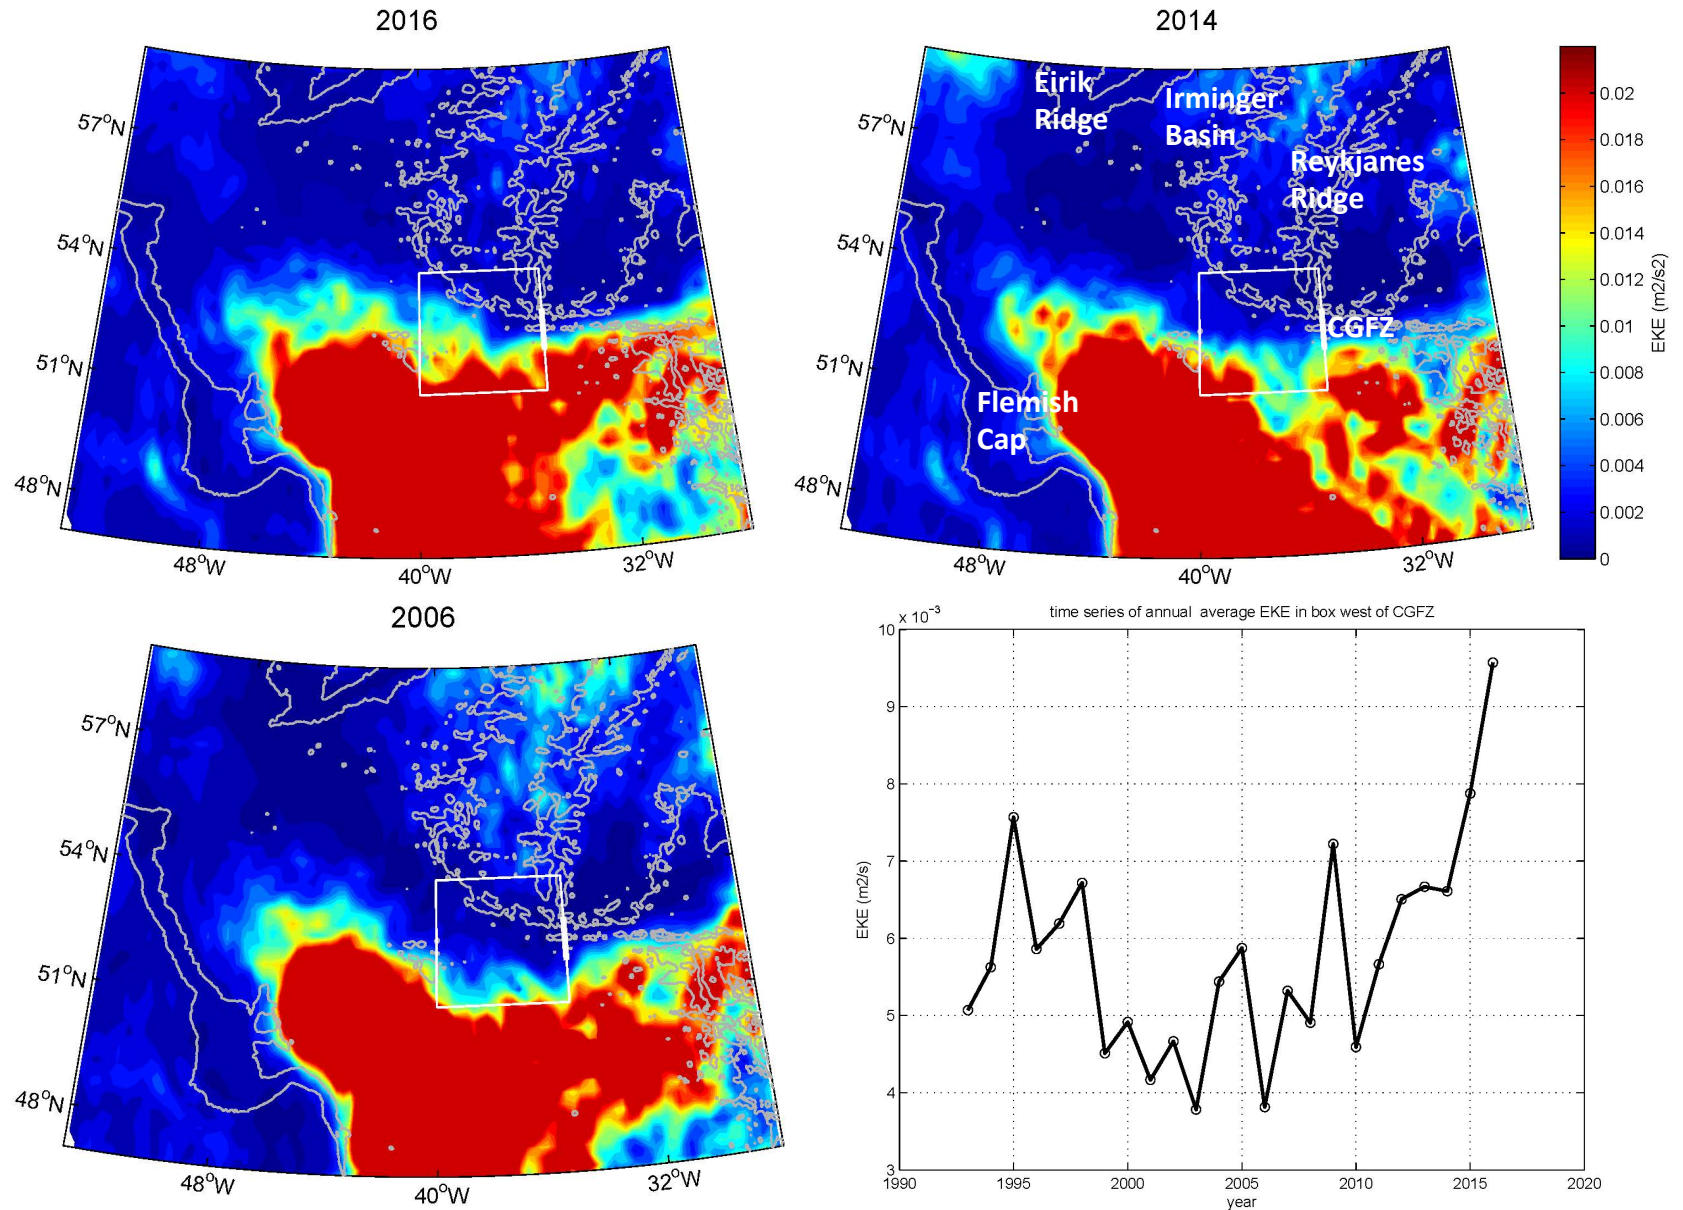 2016
57°N
54°N
51°N
48°N
48°W
40°W
32°W
2014
Eirik
Ridge
Irminger
Basin
Reykjanes
Ridge
CGFZ
Flemish
Cap
57°N
54°N
51°N
48°N
48°W
40°W
32°W
0.02
0.018
0.016
0.014
0.012
0.01
0.008
0.006
0.004
0.002
0
EKE (m2/s2)
2006
57°N
54°N
51°N
48°N
48°W
40°W
32°W
time series of annual average EKE in box west of CGFZ
x 10⁻³
10
9
8
7
6
5
4
3
EKE (m2/s)
1990 1995 2000 2005 2010 2015 2020
year